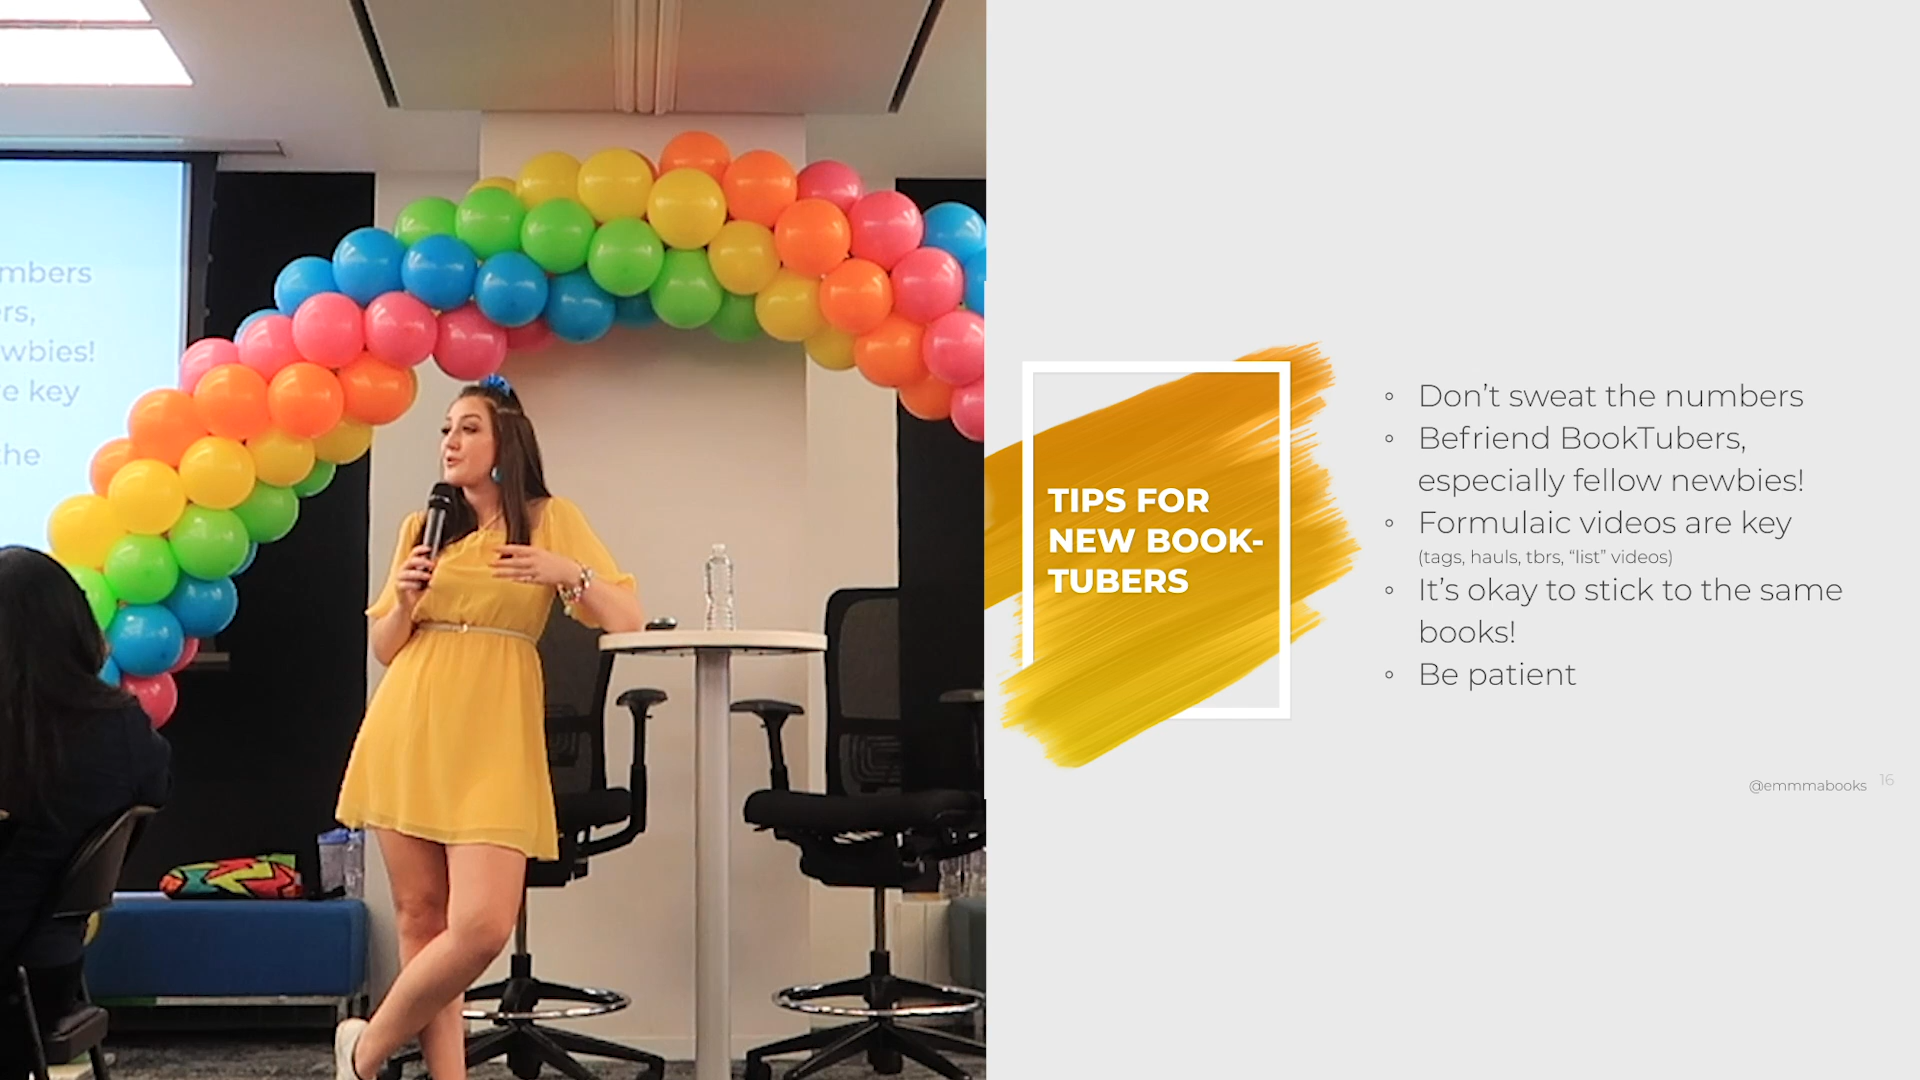 mbers
rs,
wbies!
e key
the
TIPS FOR
NEW BOOK-
TUBERS
◦ Don’t sweat the numbers
◦ Befriend BookTubers,
especially fellow newbies!
◦ Formulaic videos are key
(tags, hauls, tbrs, “list” videos)
◦ It’s okay to stick to the same
books!
◦ Be patient
@emmmabooks
16